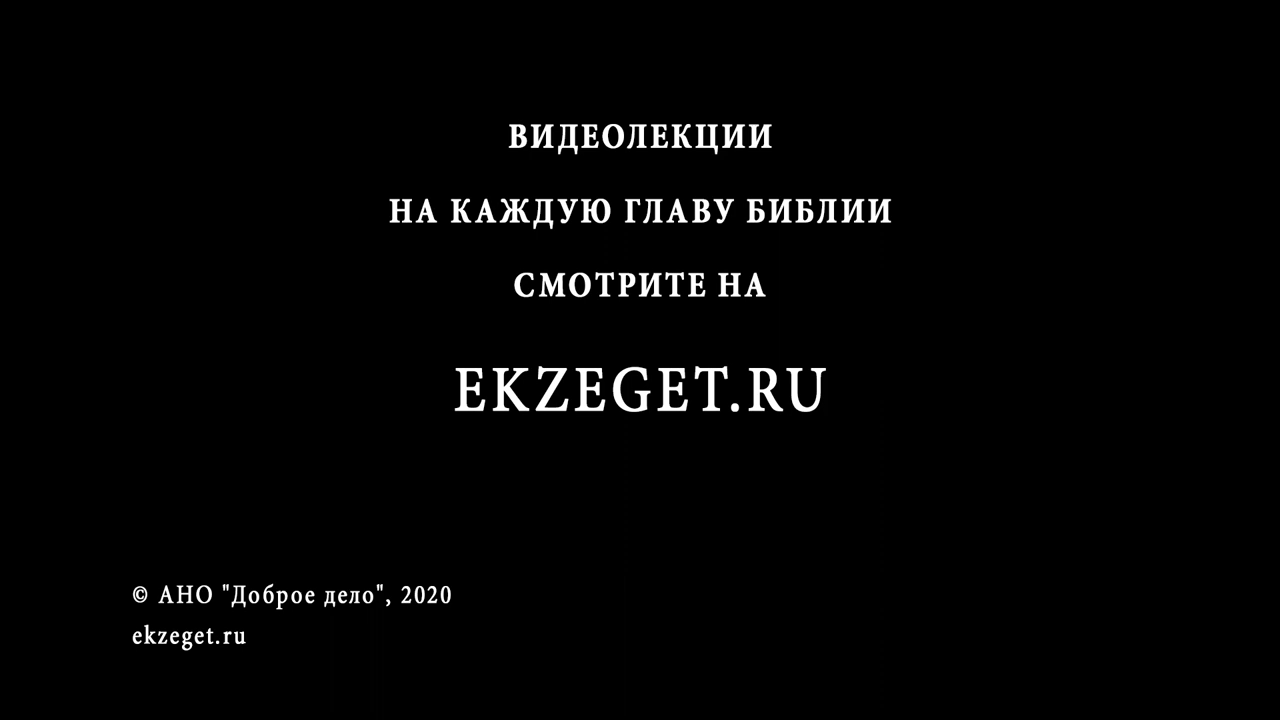 ВИДЕОЛЕКЦИИ
НА КАЖДУЮ ГЛАВУ БИБЛИИ
СМОТРИТЕ НА
EKZEGET.RU
© АНО "Доброе дело", 2020
ekzeget.ru